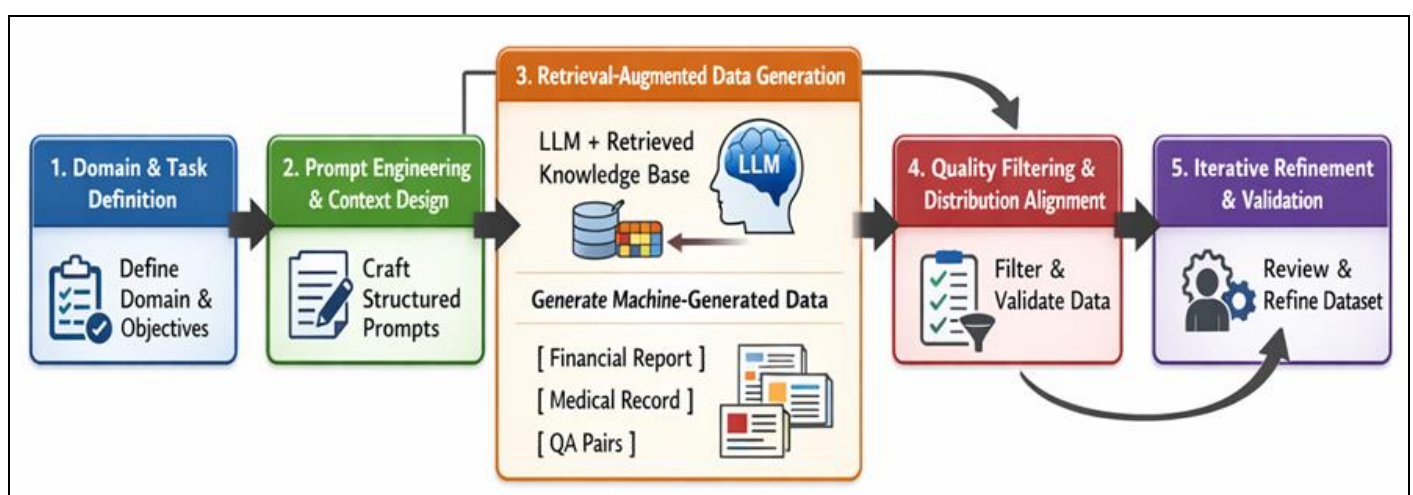 1. Domain & Task
Definition
Define
Domain &
Objectives
2. Prompt Engineering
& Context Design
Craft
Structured
Prompts
3. Retrieval-Augmented Data Generation
LLM + Retrieved
Knowledge Base
LLM
Generate Machine-Generated Data
[ Financial Report ]
[ Medical Record ]
[ QA Pairs ]
4. Quality Filtering &
Distribution Alignment
Filter &
Validate Data
5. Iterative Refinement
& Validation
Review &
Refine Dataset